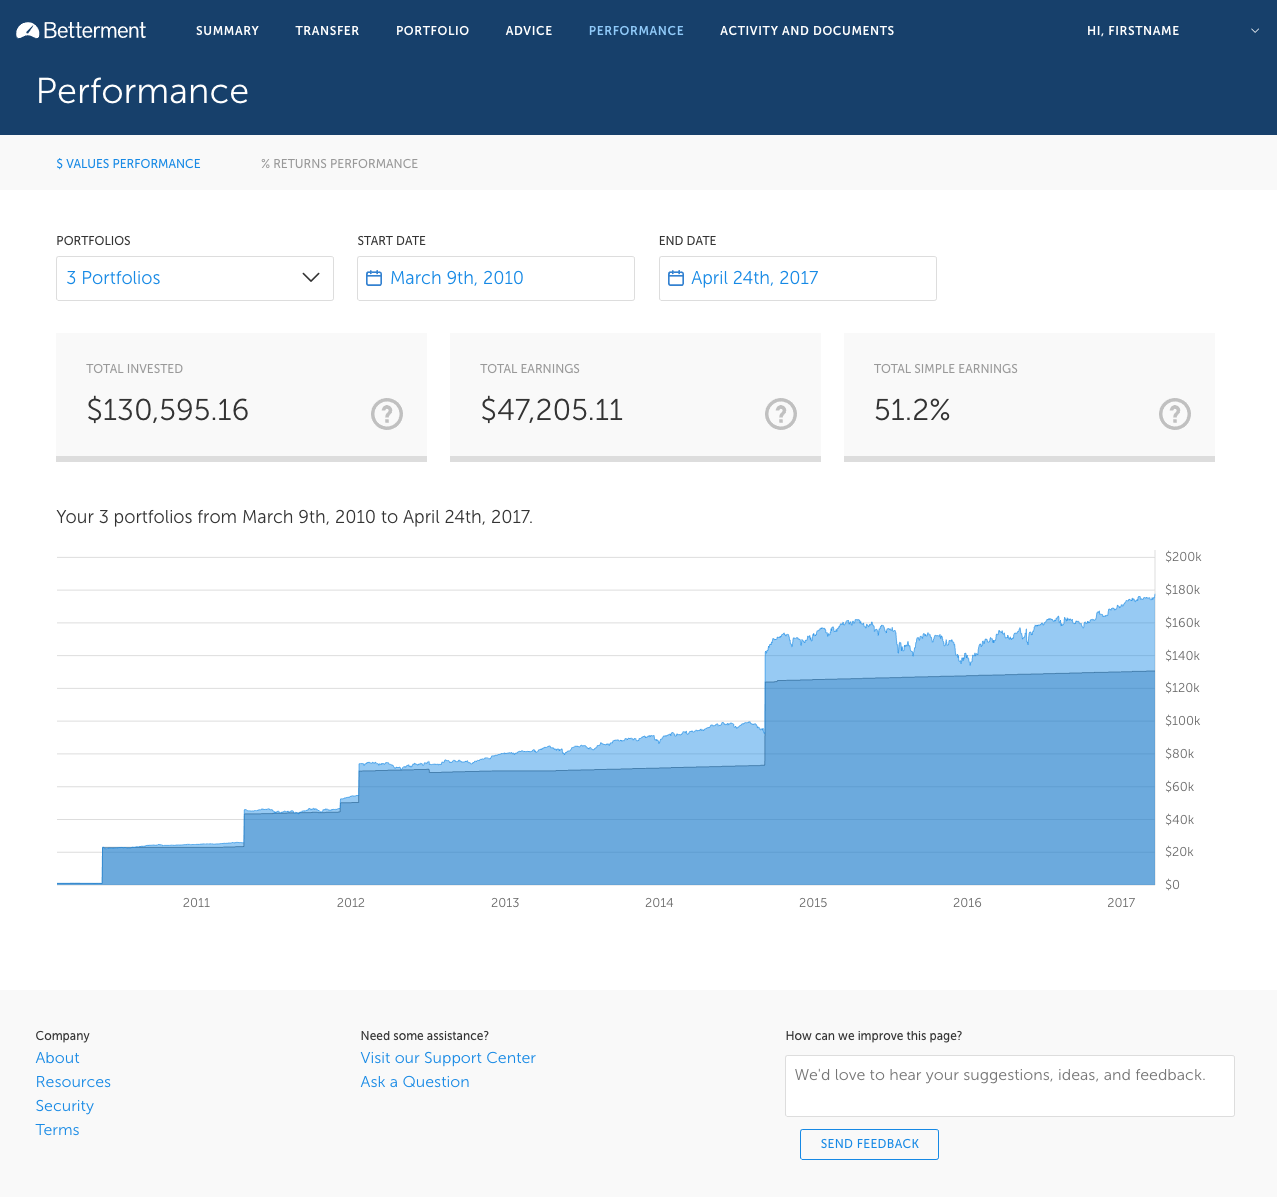 Betterment SUMMARY TRANSFER PORTFOLIO ADVICE PERFORMANCE ACTIVITY AND DOCUMENTS HI, FIRSTNAME
Performance
$ VALUES PERFORMANCE % RETURNS PERFORMANCE
PORTFOLIOS START DATE END DATE
3 Portfolios March 9th, 2010 April 24th, 2017
TOTAL INVESTED TOTAL EARNINGS TOTAL SIMPLE EARNINGS
$130,595.16 ? $47,205.11 ? 51.2% ?
Your 3 portfolios from March 9th, 2010 to April 24th, 2017.
$200k
$180k
$160k
$140k
$120k
$100k
$80k
$60k
$40k
$20k
$0
2011 2012 2013 2014 2015 2016 2017
Company Need some assistance? How can we improve this page?
About Visit our Support Center
Resources Ask a Question We'd love to hear your suggestions, ideas, and feedback.
Security
Terms
SEND FEEDBACK